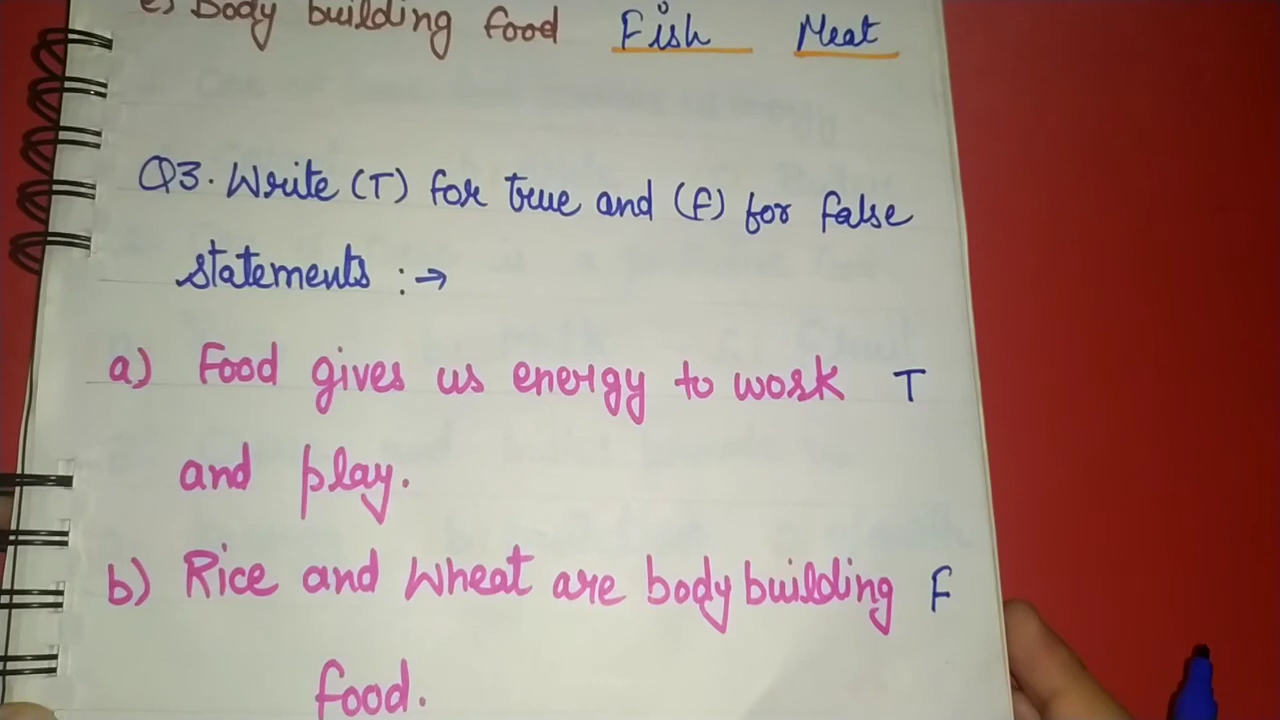 c) Body building food Fish Meat
Q3. Write (T) for true and (F) for false
statements :→
a) Food gives us energy to work T
and play.
b) Rice and Wheat are body building F
food.